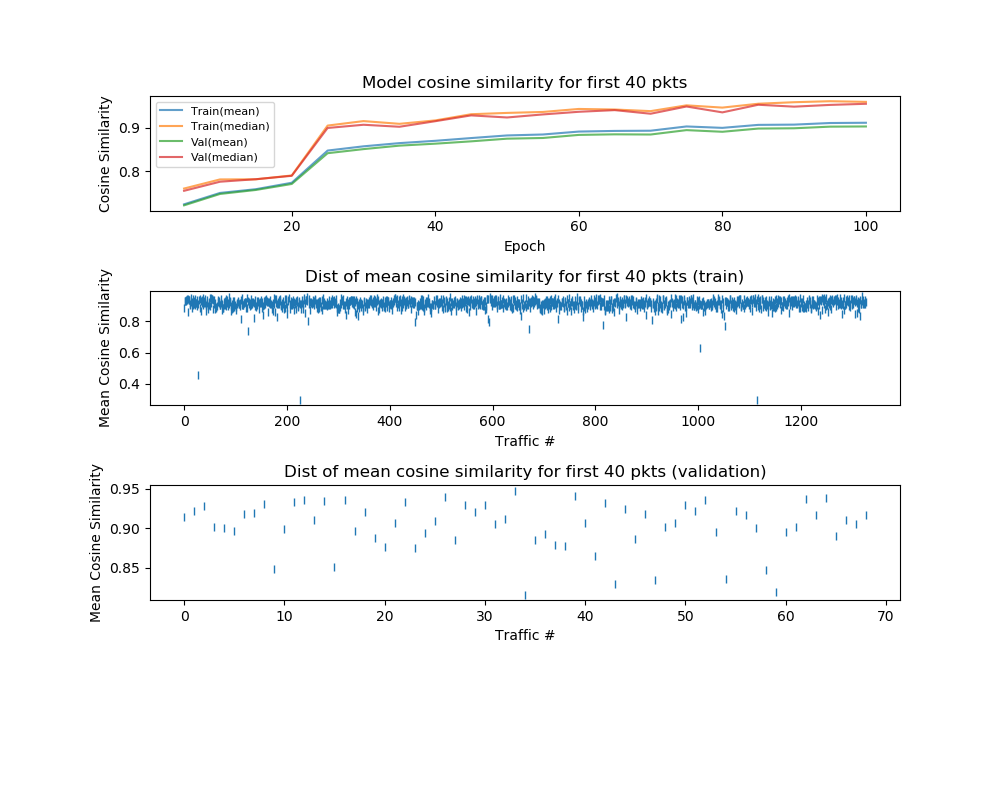 Model cosine similarity for first 40 pkts
Cosine Similarity
0.9
0.8
Train(mean)
Train(median)
Val(mean)
Val(median)
20 40 60 80 100
Epoch
Dist of mean cosine similarity for first 40 pkts (train)
Mean Cosine Similarity
0.8
0.6
0.4
0 200 400 600 800 1000 1200
Traffic #
Dist of mean cosine similarity for first 40 pkts (validation)
Mean Cosine Similarity
0.95
0.90
0.85
0 10 20 30 40 50 60 70
Traffic #